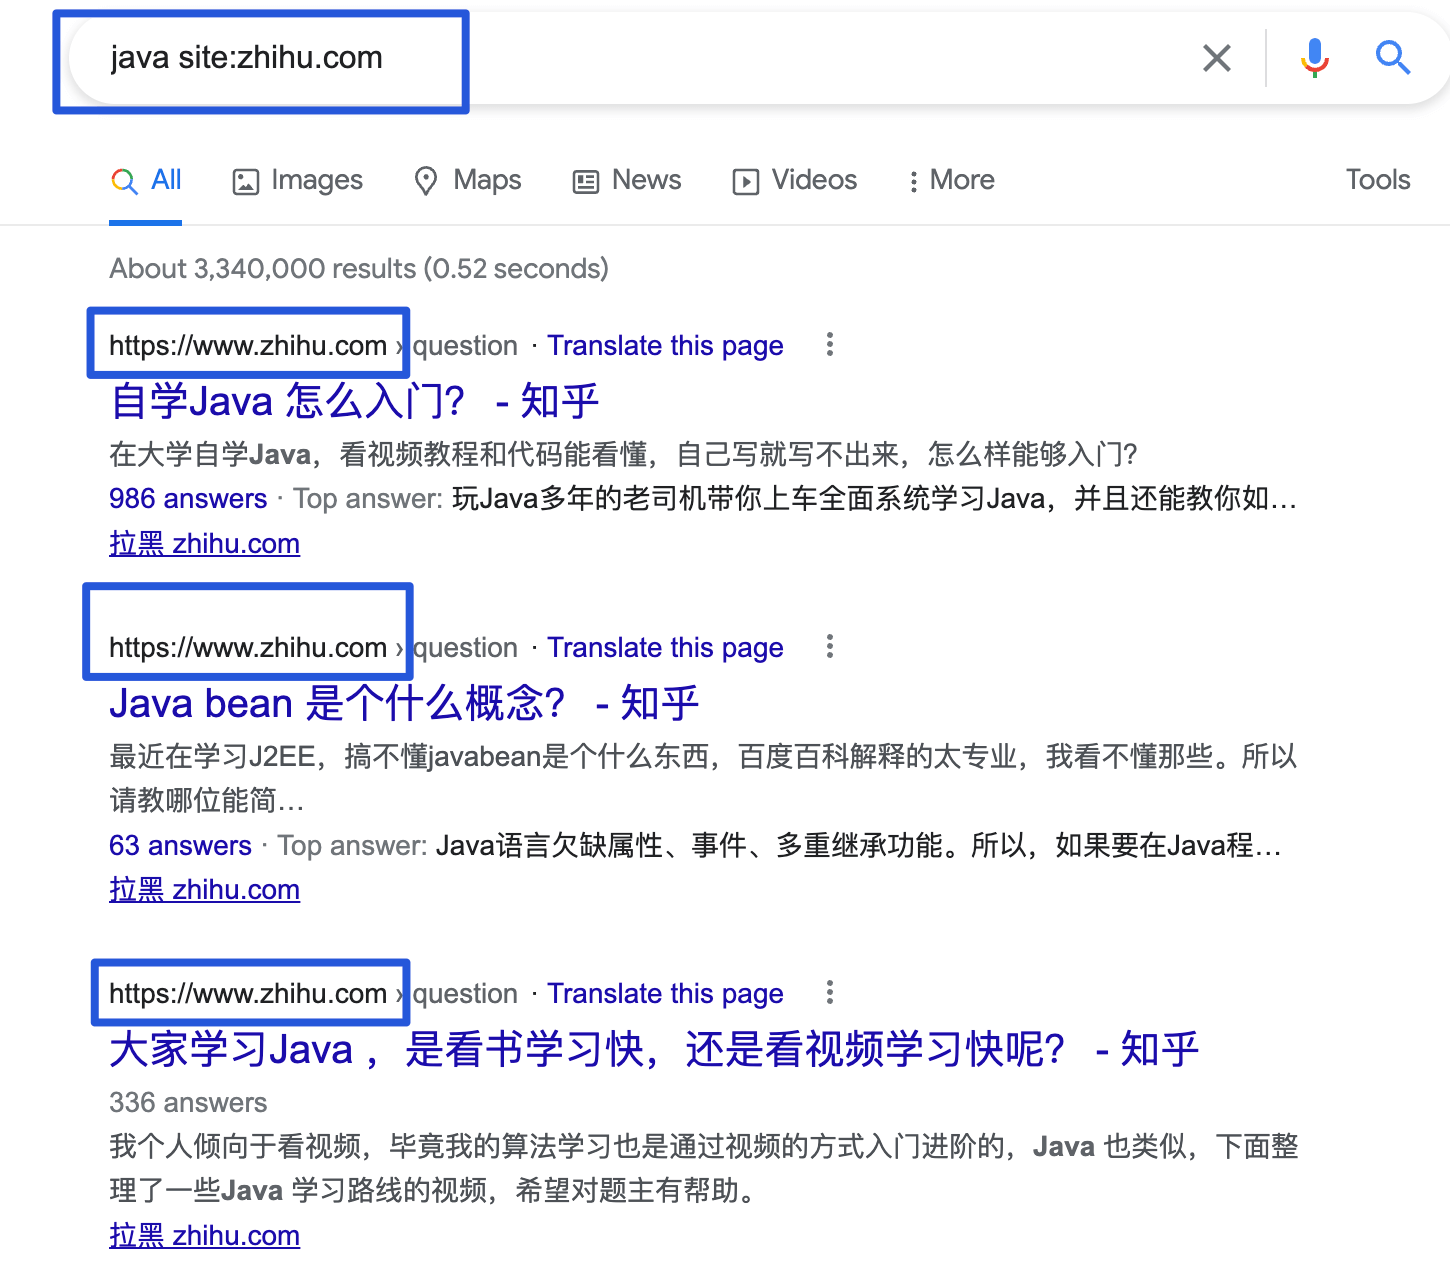 java site:zhihu.com
All Images Maps News Videos More Tools
About 3,340,000 results (0.52 seconds)
https://www.zhihu.com › question · Translate this page
自学Java 怎么入门？ - 知乎
在大学自学Java，看视频教程和代码能看懂，自己写就写不出来，怎么样能够入门？
986 answers · Top answer: 玩Java多年的老司机带你上车全面系统学习Java，并且还能教你如…
拉黑 zhihu.com
https://www.zhihu.com › question · Translate this page
Java bean 是个什么概念？ - 知乎
最近在学习J2EE，搞不懂javabean是个什么东西，百度百科解释的太专业，我看不懂那些。所以
请教哪位能简…
63 answers · Top answer: Java语言欠缺属性、事件、多重继承功能。所以，如果要在Java程…
拉黑 zhihu.com
https://www.zhihu.com › question · Translate this page
大家学习Java ，是看书学习快，还是看视频学习快呢？ - 知乎
336 answers
我个人倾向于看视频，毕竟我的算法学习也是通过视频的方式入门进阶的，Java 也类似，下面整
理了一些Java 学习路线的视频，希望对题主有帮助。
拉黑 zhihu.com